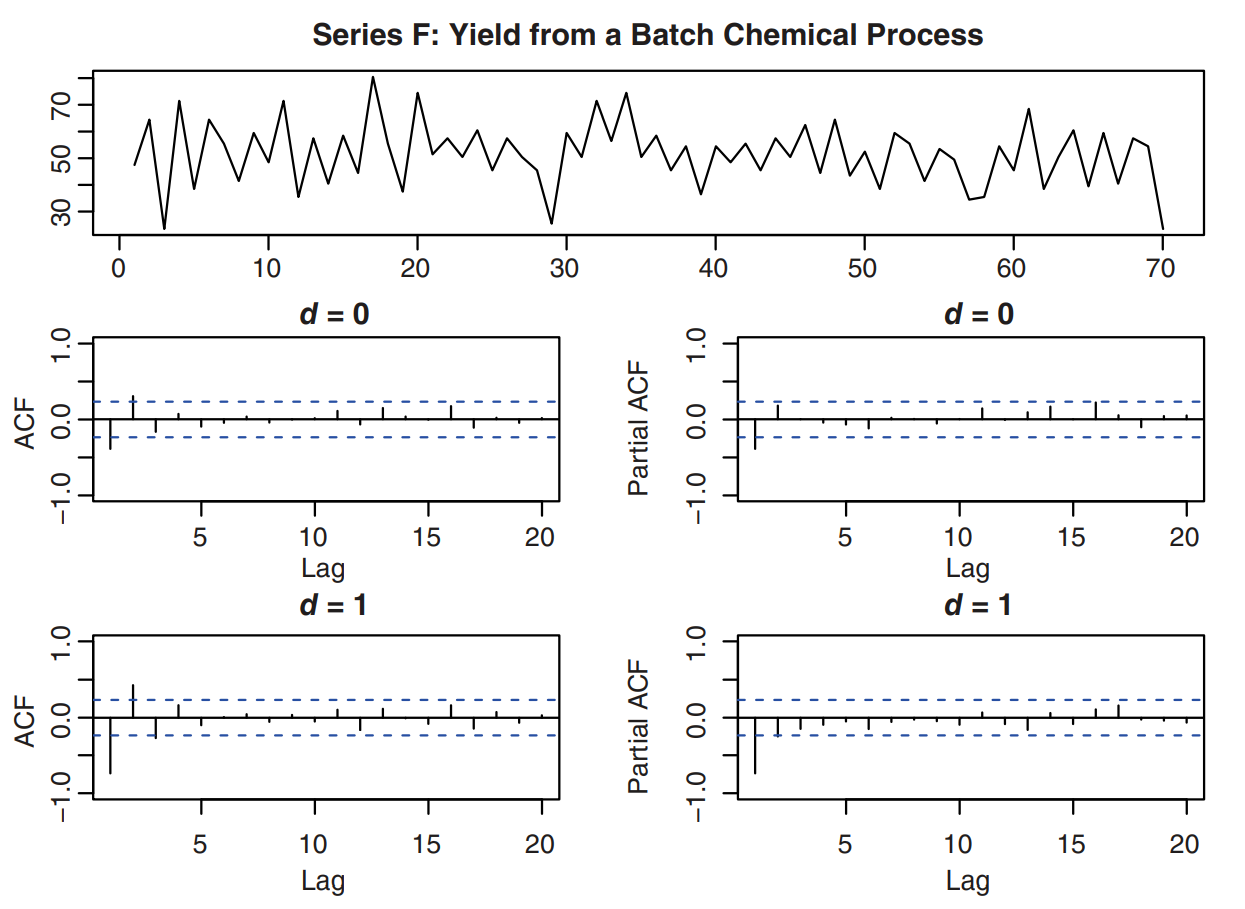 Series F: Yield from a Batch Chemical Process
70
50
30
0 10 20 30 40 50 60 70
d = 0
ACF
1.0
0.0
−1.0
5 10 15 20
Lag
d = 0
Partial ACF
1.0
0.0
−1.0
5 10 15 20
Lag
d = 1
ACF
1.0
0.0
−1.0
5 10 15 20
Lag
d = 1
Partial ACF
1.0
0.0
−1.0
5 10 15 20
Lag